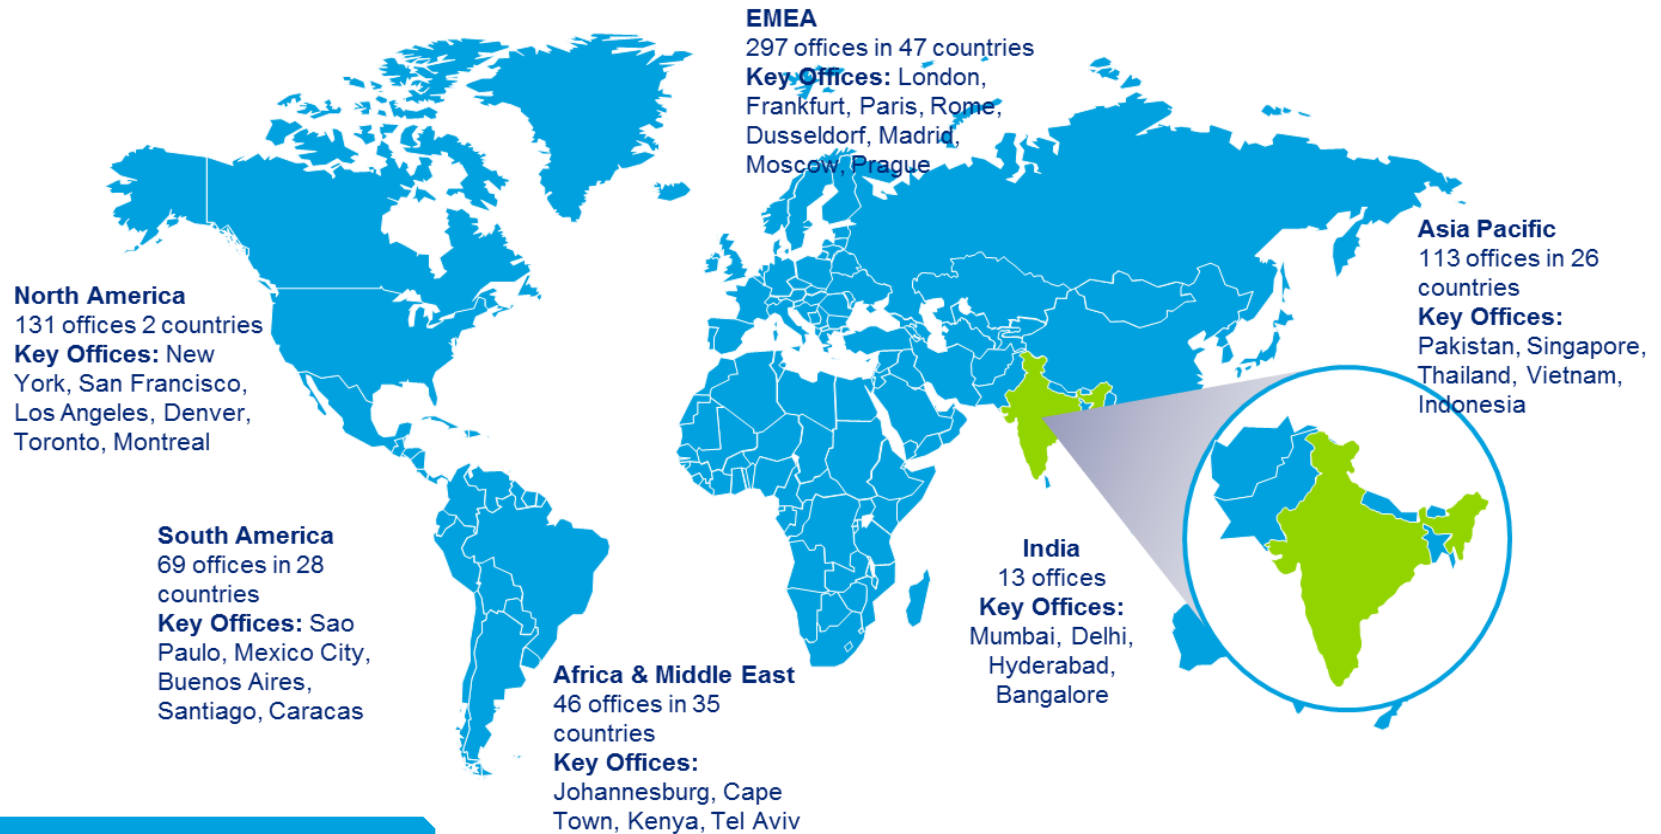 EMEA
297 offices in 47 countries
Key Offices: London,
Frankfurt, Paris, Rome,
Dusseldorf, Madrid,
Moscow, Prague
Asia Pacific
113 offices in 26
countries
Key Offices:
Pakistan, Singapore,
Thailand, Vietnam,
Indonesia
North America
131 offices 2 countries
Key Offices: New
York, San Francisco,
Los Angeles, Denver,
Toronto, Montreal
South America
69 offices in 28
countries
Key Offices: Sao
Paulo, Mexico City,
Buenos Aires,
Santiago, Caracas
Africa & Middle East
46 offices in 35
countries
Key Offices:
Johannesburg, Cape
Town, Kenya, Tel Aviv
India
13 offices
Key Offices:
Mumbai, Delhi,
Hyderabad,
Bangalore